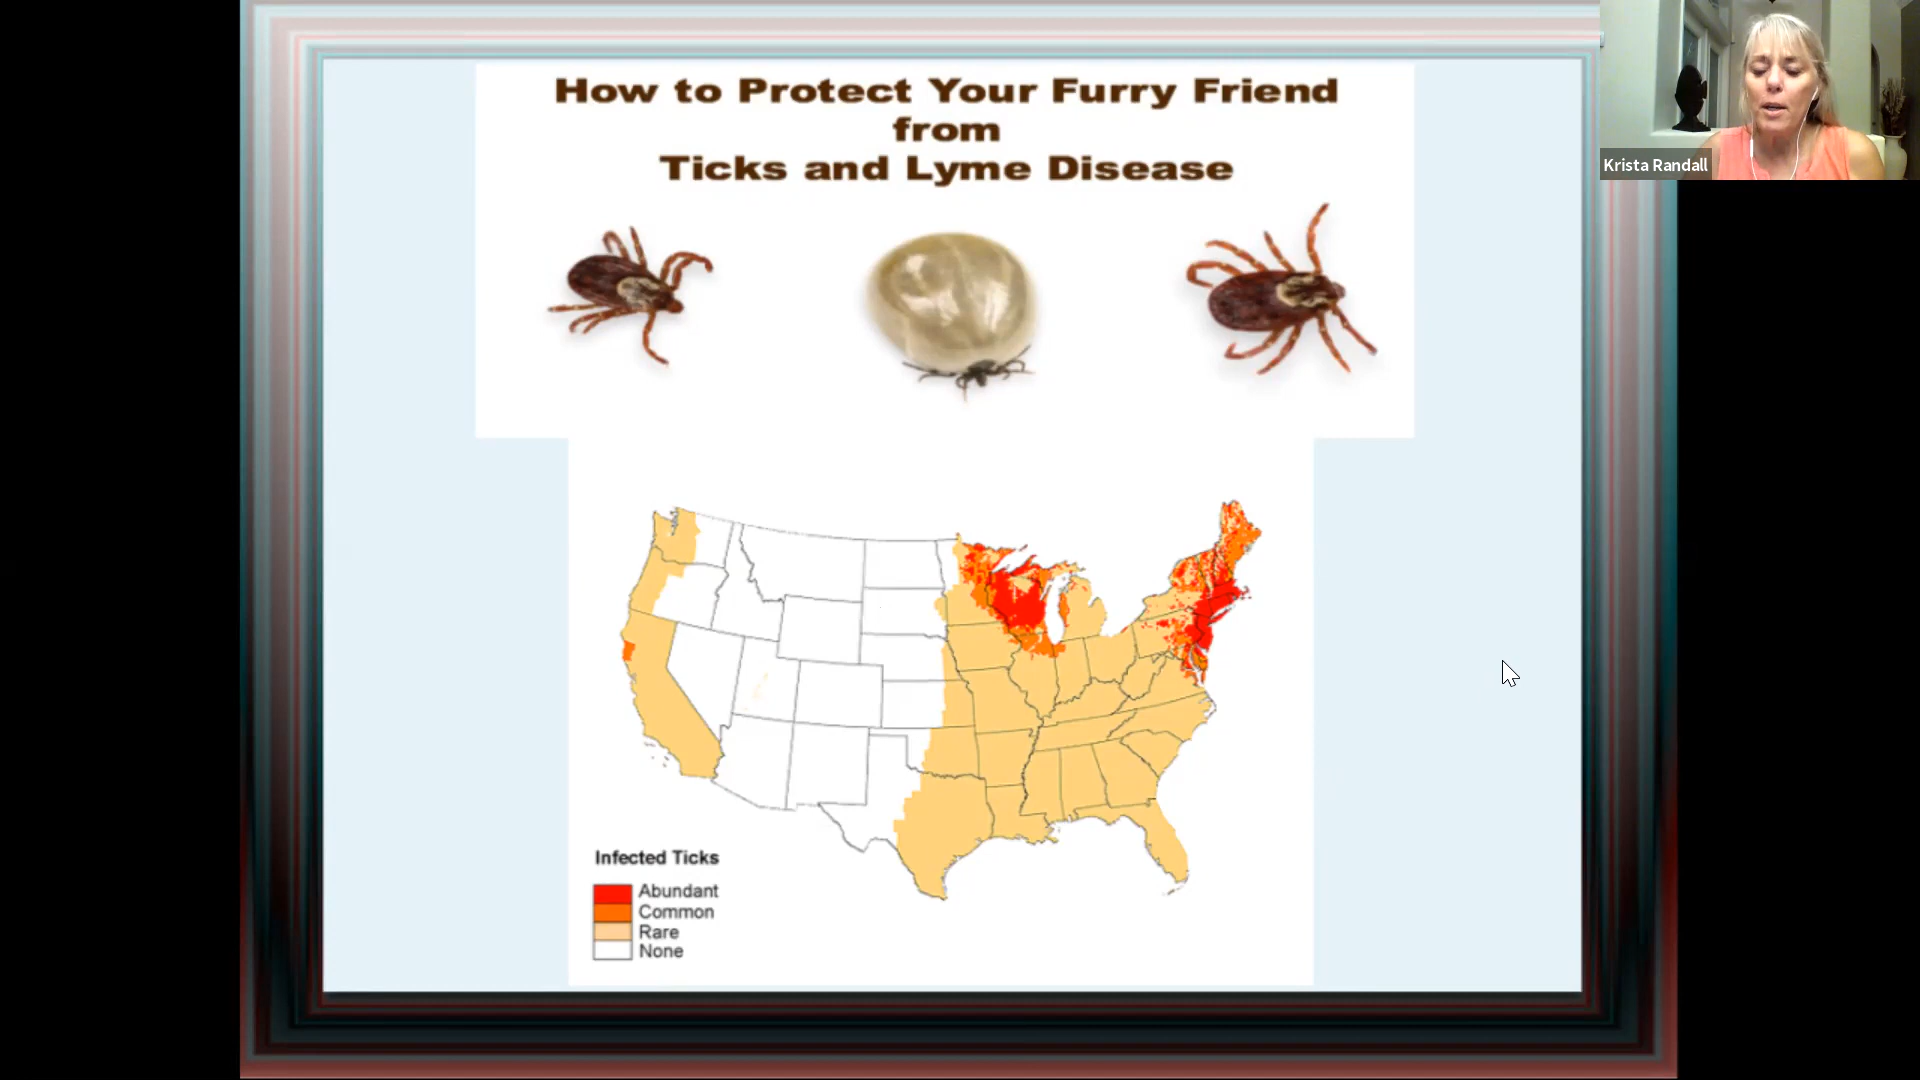 How to Protect Your Furry Friend
from
Ticks and Lyme Disease
Krista Randall
Infected Ticks
Abundant
Common
Rare
None